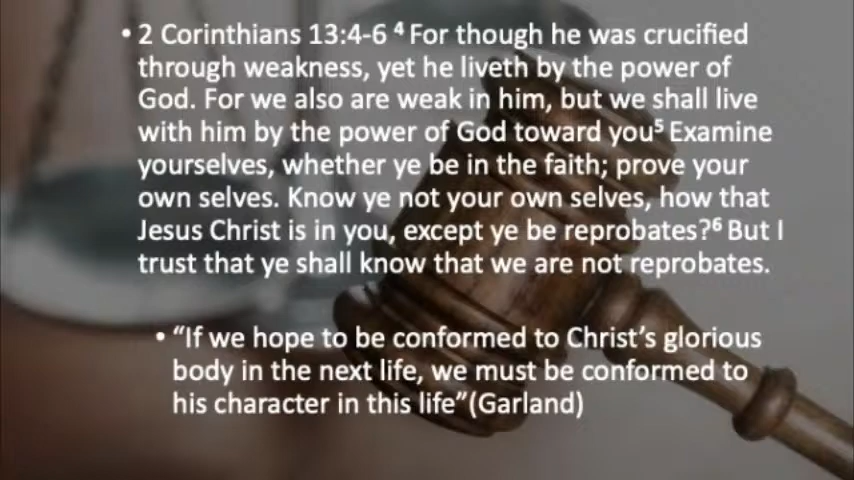 • 2 Corinthians 13:4-6 ⁴ For though he was crucified
through weakness, yet he liveth by the power of
God. For we also are weak in him, but we shall live
with him by the power of God toward you⁵ Examine
yourselves, whether ye be in the faith; prove your
own selves. Know ye not your own selves, how that
Jesus Christ is in you, except ye be reprobates?⁶ But I
trust that ye shall know that we are not reprobates.
• “If we hope to be conformed to Christ’s glorious
body in the next life, we must be conformed to
his character in this life”(Garland)